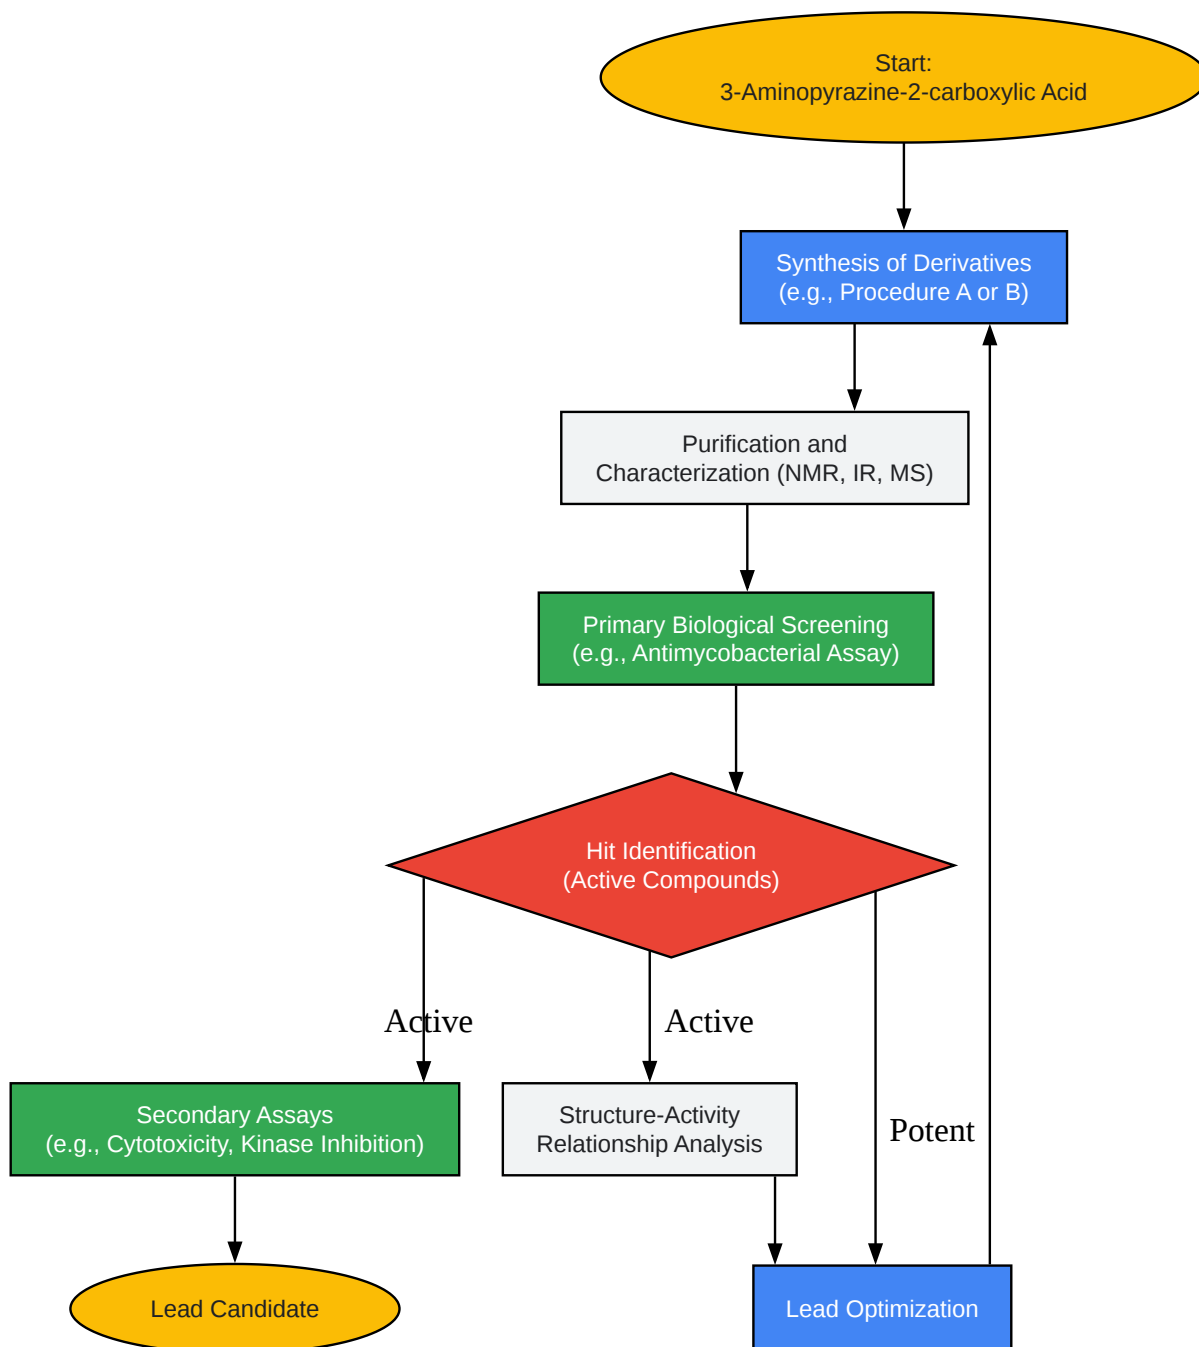 Start:
3-Aminopyrazine-2-carboxylic Acid
Synthesis of Derivatives
(e.g., Procedure A or B)
Purification and
Characterization (NMR, IR, MS)
Primary Biological Screening
(e.g., Antimycobacterial Assay)
Hit Identification
(Active Compounds)
Active
Active
Potent
Secondary Assays
(e.g., Cytotoxicity, Kinase Inhibition)
Structure-Activity
Relationship Analysis
Lead Candidate
Lead Optimization